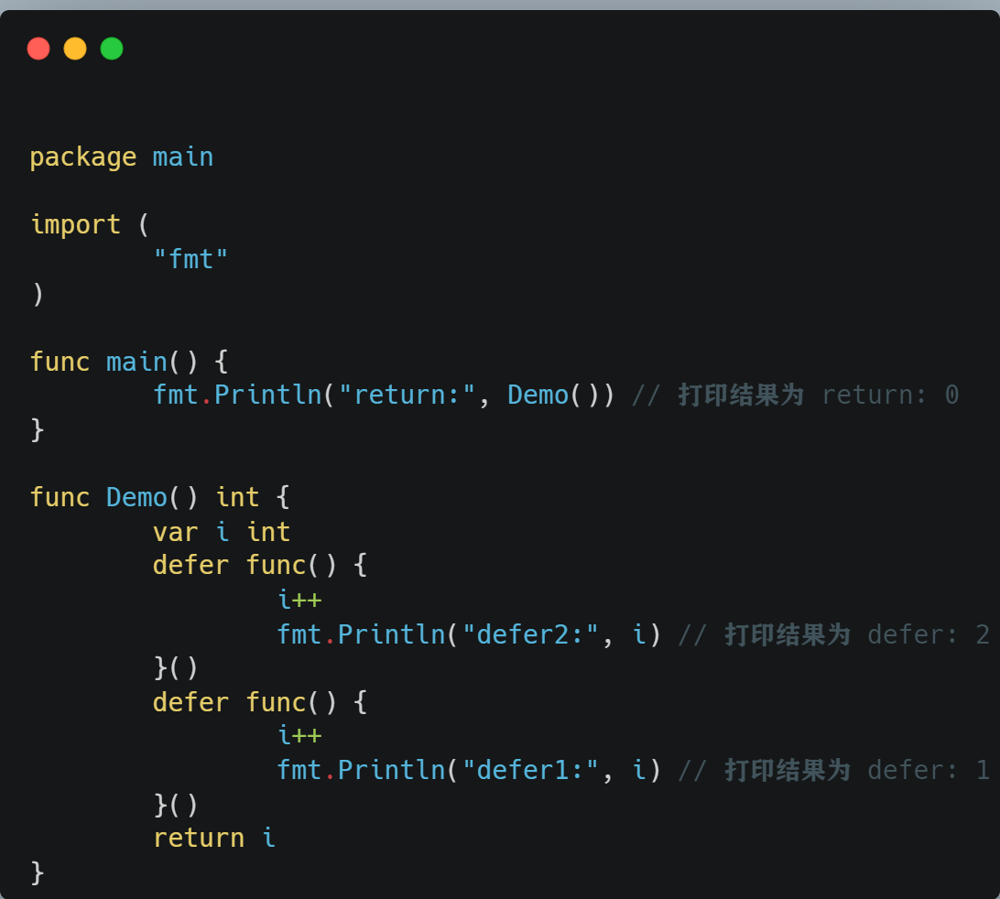 package main
import (
        "fmt"
)
func main() {
        fmt.Println("return:", Demo()) // 打印结果为 return: 0
}
func Demo() int {
        var i int
        defer func() {
                i++
                fmt.Println("defer2:", i) // 打印结果为 defer: 2
        }()
        defer func() {
                i++
                fmt.Println("defer1:", i) // 打印结果为 defer: 1
        }()
        return i
}